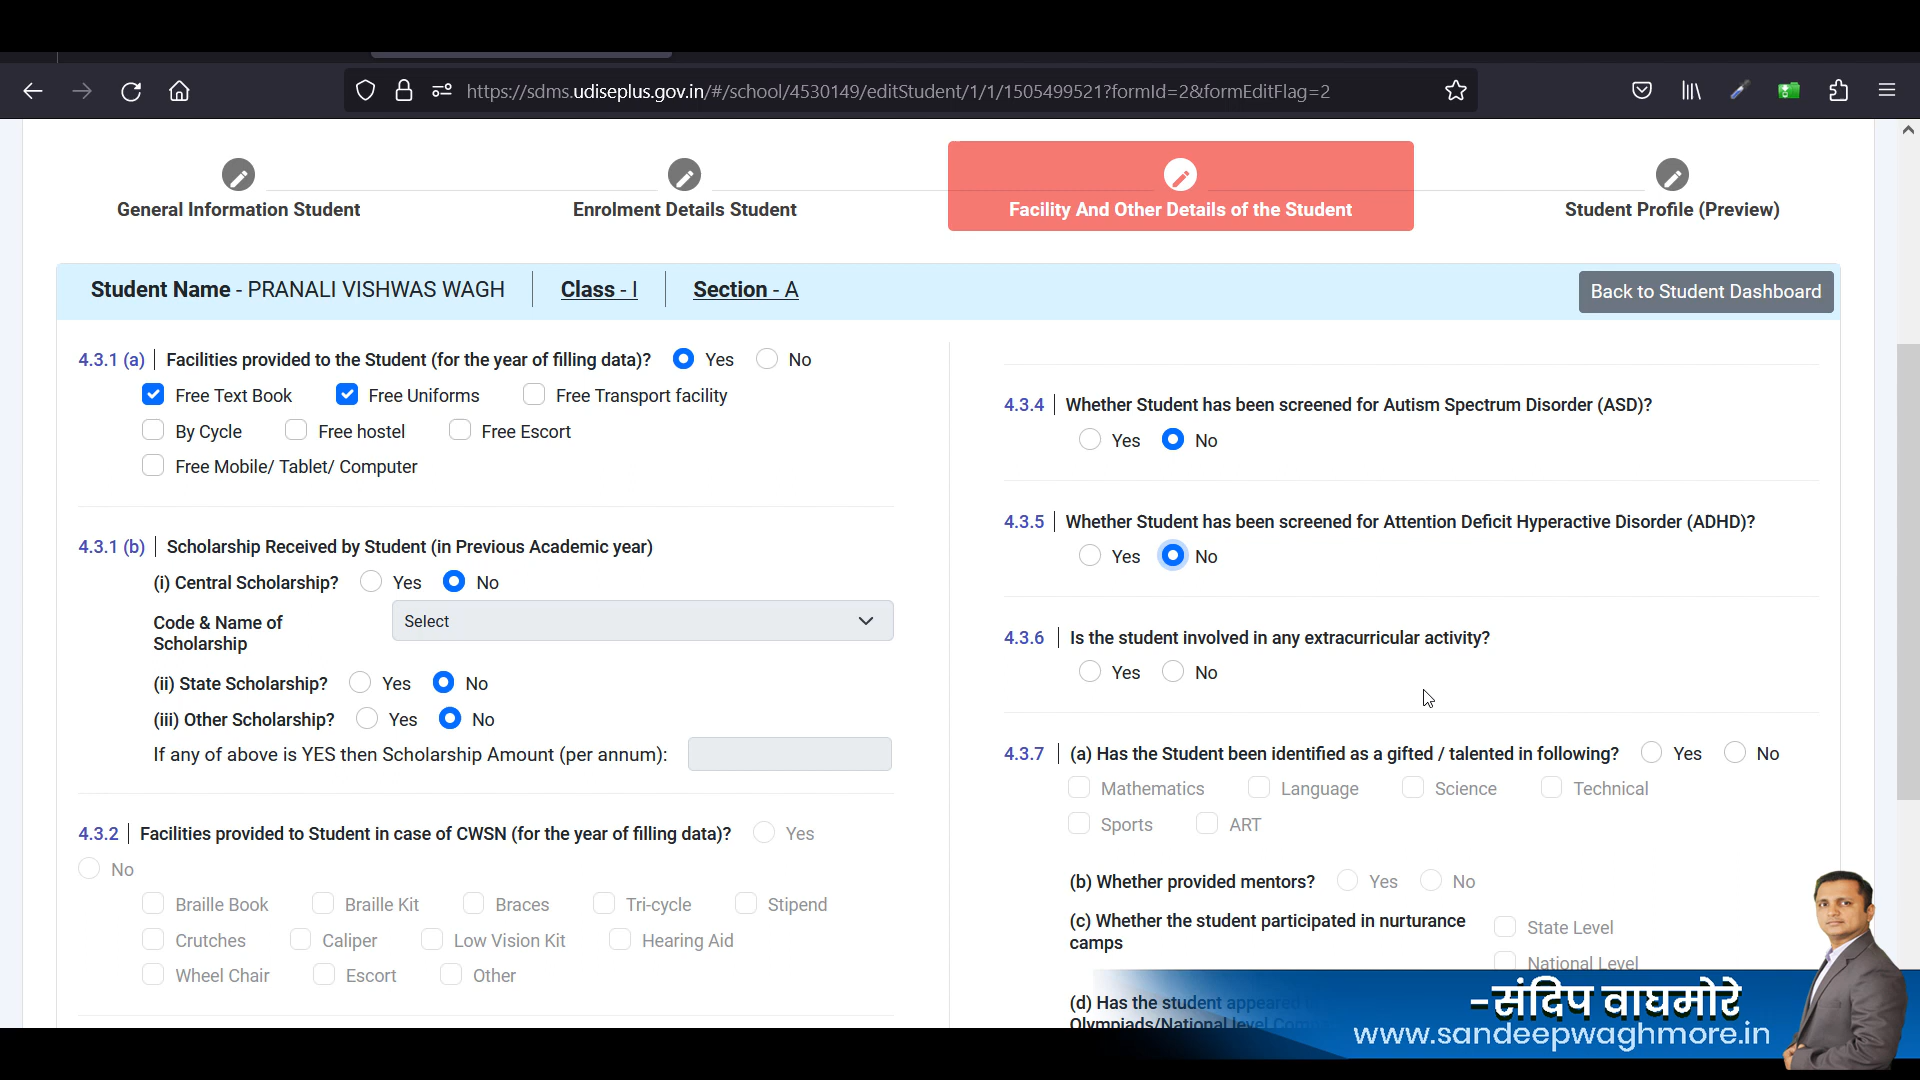 https://sdms.udiseplus.gov.in/#/school/4530149/editStudent/1/1/1505499521?formId=2&formEditFlag=2
General Information Student
Enrolment Details Student
Facility And Other Details of the Student
Student Profile (Preview)
Student Name - PRANALI VISHWAS WAGH
Class - I
Section - A
Back to Student Dashboard
4.3.1 (a) Facilities provided to the Student (for the year of filling data)? Yes No
Free Text Book Free Uniforms Free Transport facility
By Cycle Free hostel Free Escort
Free Mobile/ Tablet/ Computer
4.3.1 (b) Scholarship Received by Student (in Previous Academic year)
(i) Central Scholarship? Yes No
Code & Name of
Scholarship
Select
(ii) State Scholarship? Yes No
(iii) Other Scholarship? Yes No
If any of above is YES then Scholarship Amount (per annum):
4.3.2 Facilities provided to Student in case of CWSN (for the year of filling data)? Yes
No
Braille Book Braille Kit Braces Tri-cycle Stipend
Crutches Caliper Low Vision Kit Hearing Aid
Wheel Chair Escort Other
4.3.4 Whether Student has been screened for Autism Spectrum Disorder (ASD)?
Yes No
4.3.5 Whether Student has been screened for Attention Deficit Hyperactive Disorder (ADHD)?
Yes No
4.3.6 Is the student involved in any extracurricular activity?
Yes No
4.3.7 (a) Has the Student been identified as a gifted / talented in following? Yes No
Mathematics Language Science Technical
Sports ART
(b) Whether provided mentors? Yes No
(c) Whether the student participated in nurturance
camps
State Level
National Level
(d) Has the student appeared
Olympiads/National level
-संदिप वाघमोरे
www.sandeepwaghmore.in